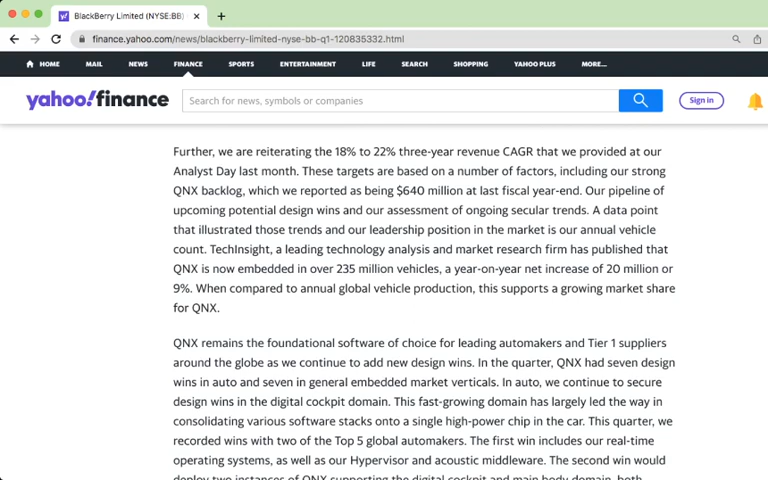 BlackBerry Limited (NYSE:BB)
finance.yahoo.com/news/blackberry-limited-nyse-bb-q1-120835332.html
HOME MAIL NEWS FINANCE SPORTS ENTERTAINMENT LIFE SEARCH SHOPPING YAHOO PLUS MORE...
yahoo!finance Search for news, symbols or companies Sign in
Further, we are reiterating the 18% to 22% three-year revenue CAGR that we provided at our
Analyst Day last month. These targets are based on a number of factors, including our strong
QNX backlog, which we reported as being $640 million at last fiscal year-end. Our pipeline of
upcoming potential design wins and our assessment of ongoing secular trends. A data point
that illustrated those trends and our leadership position in the market is our annual vehicle
count. TechInsight, a leading technology analysis and market research firm has published that
QNX is now embedded in over 235 million vehicles, a year-on-year net increase of 20 million or
9%. When compared to annual global vehicle production, this supports a growing market share
for QNX.
QNX remains the foundational software of choice for leading automakers and Tier 1 suppliers
around the globe as we continue to add new design wins. In the quarter, QNX had seven design
wins in auto and seven in general embedded market verticals. In auto, we continue to secure
design wins in the digital cockpit domain. This fast-growing domain has largely led the way in
consolidating various software stacks onto a single high-power chip in the car. This quarter, we
recorded wins with two of the Top 5 global automakers. The first win includes our real-time
operating systems, as well as our Hypervisor and acoustic middleware. The second win would
deploy two instances of QNX supporting the digital cockpit and main body domain, both